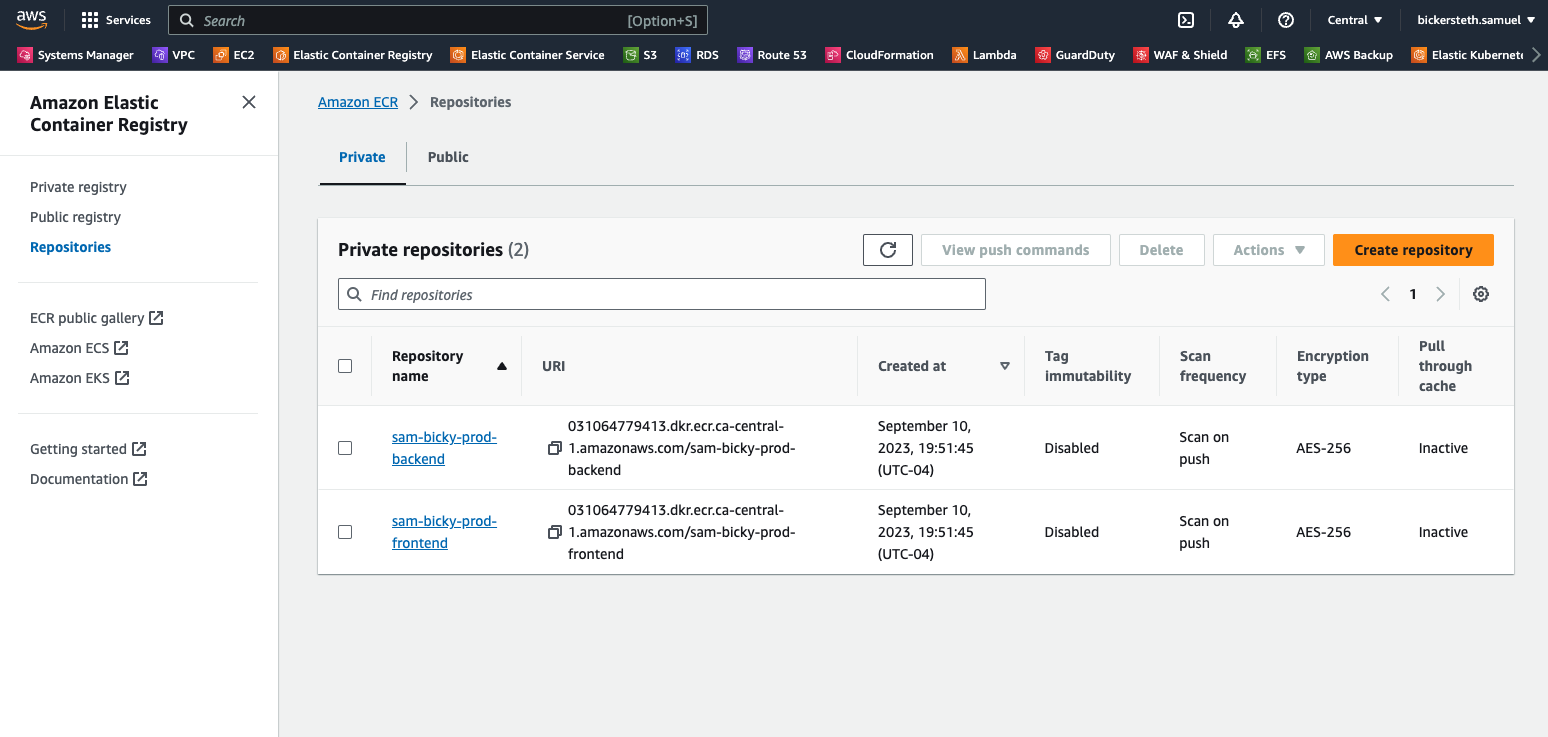 aws
Services
Search
[Option+S]
Central
bickersteth.samuel
Systems Manager
VPC
EC2
Elastic Container Registry
Elastic Container Service
S3
RDS
Route 53
CloudFormation
Lambda
GuardDuty
WAF & Shield
EFS
AWS Backup
Elastic Kubernete
Amazon Elastic
Container Registry
Private registry
Public registry
Repositories
ECR public gallery
Amazon ECS
Amazon EKS
Getting started
Documentation
Amazon ECR
Repositories
Private
Public
Private repositories (2)
View push commands
Delete
Actions
Create repository
Find repositories
1
Repository
name
URI
Created at
Tag
immutability
Scan
frequency
Encryption
type
Pull
through
cache
sam-bicky-prod-
backend
031064779413.dkr.ecr.ca-central-
1.amazonaws.com/sam-bicky-prod-
backend
September 10,
2023, 19:51:45
(UTC-04)
Disabled
Scan on
push
AES-256
Inactive
sam-bicky-prod-
frontend
031064779413.dkr.ecr.ca-central-
1.amazonaws.com/sam-bicky-prod-
frontend
September 10,
2023, 19:51:45
(UTC-04)
Disabled
Scan on
push
AES-256
Inactive